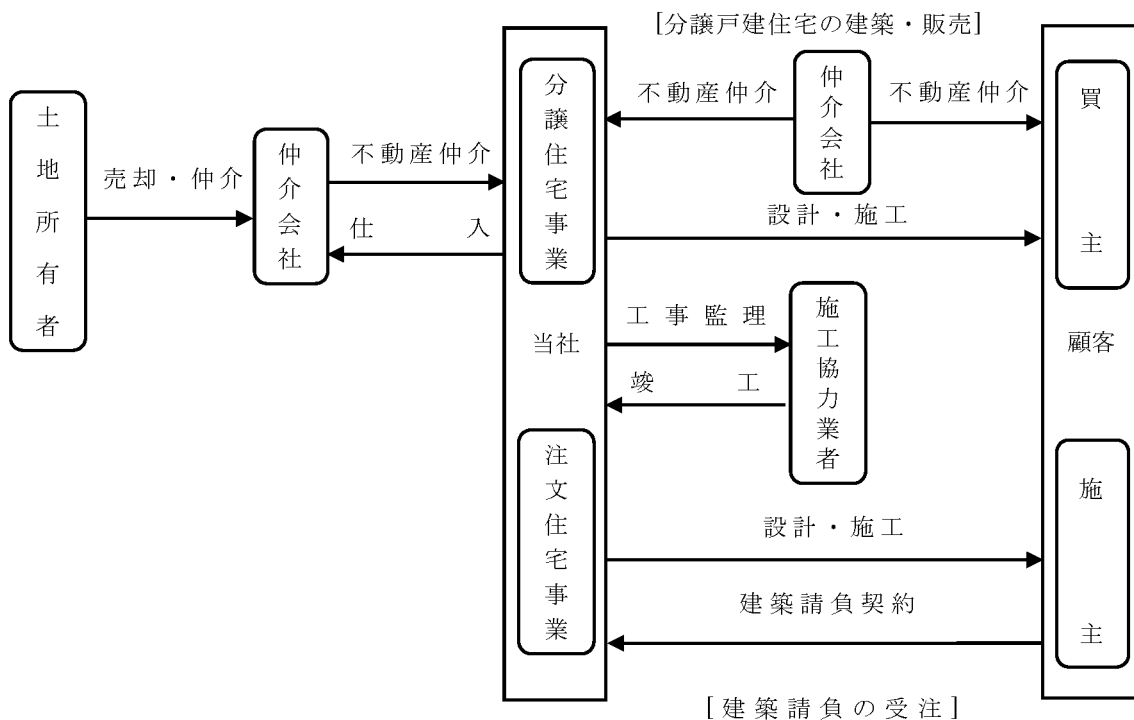 [分譲戸建住宅の建築・販売]
土地所有者
売却・仲介
仲介会社
不動産仲介
仕入
分譲住宅事業
不動産仲介
仲介会社
不動産仲介
買主
設計・施工
当社
工事監理
竣工
施工協力業者
顧客
注文住宅事業
設計・施工
建築請負契約
施主
[建築請負の受注]